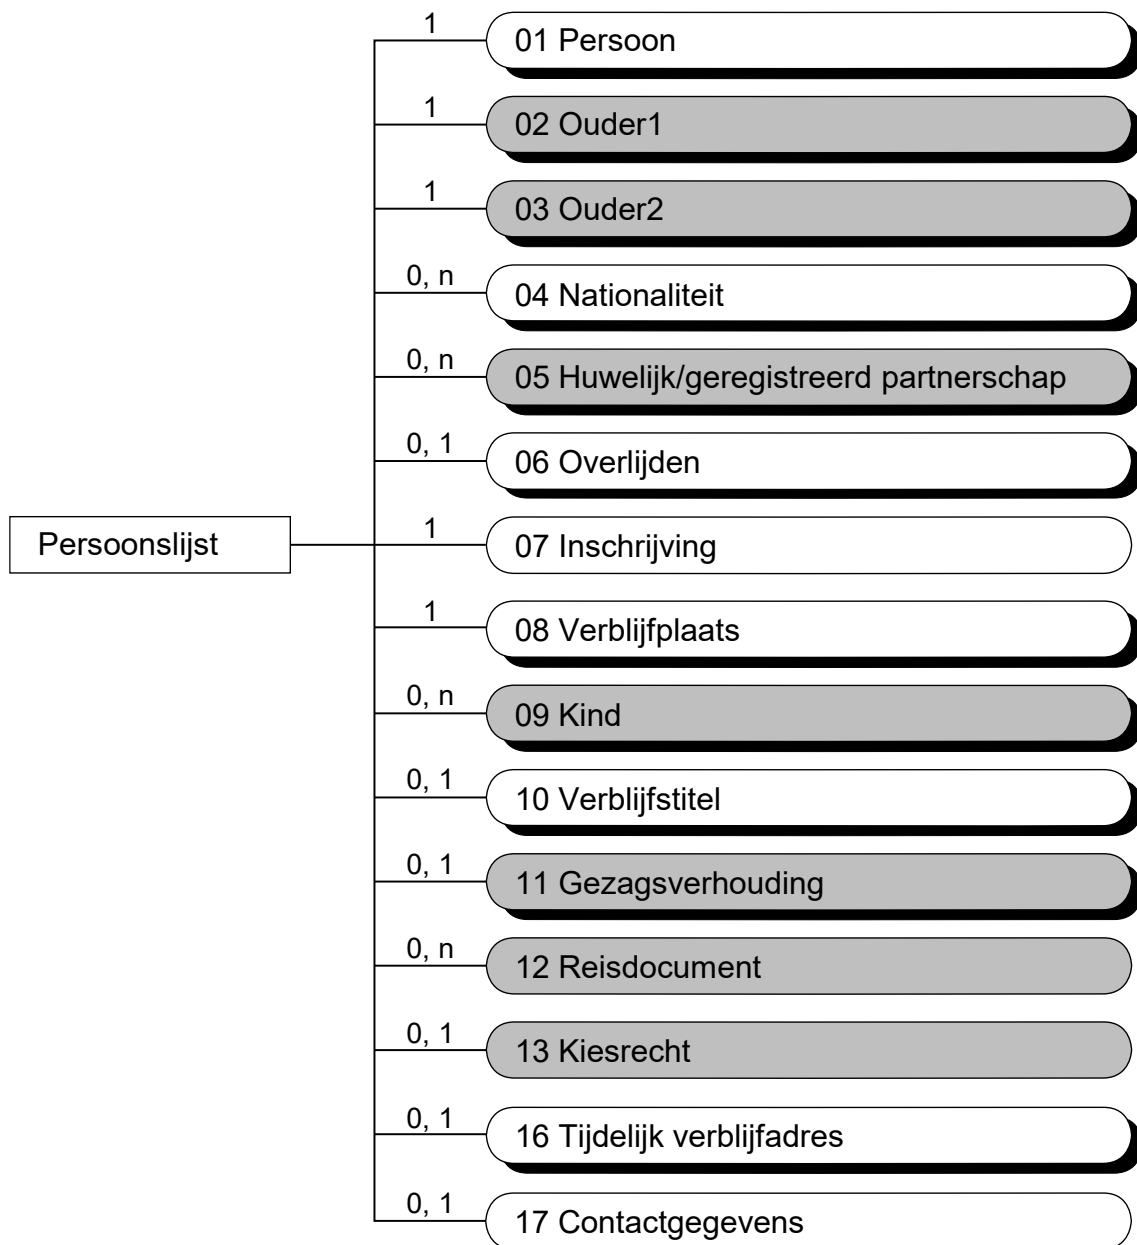 1
01 Persoon
1
02 Ouder1
1
03 Ouder2
0, n
04 Nationaliteit
0, n
05 Huwelijk/geregistreerd partnerschap
0, 1
06 Overlijden
Persoonslijst
1
07 Inschrijving
1
08 Verblijfplaats
0, n
09 Kind
0, 1
10 Verblijfstitel
0, 1
11 Gezagsverhouding
0, n
12 Reisdocument
0, 1
13 Kiesrecht
0, 1
16 Tijdelijk verblijfadres
0, 1
17 Contactgegevens